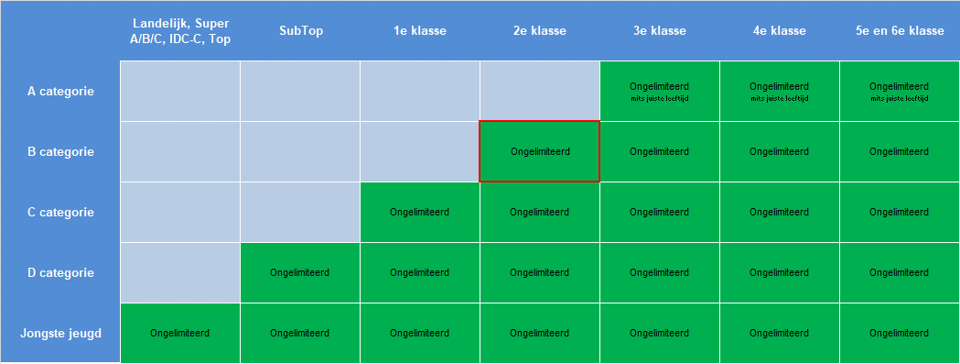 Landelijk, Super
A/B/C, IDC-C, Top
SubTop
1e klasse
2e klasse
3e klasse
4e klasse
5e en 6e klasse
A categorie
Ongelimiteerd
mits juiste leeftijd
Ongelimiteerd
mits juiste leeftijd
Ongelimiteerd
mits juiste leeftijd
B categorie
Ongelimiteerd
Ongelimiteerd
Ongelimiteerd
Ongelimiteerd
C categorie
Ongelimiteerd
Ongelimiteerd
Ongelimiteerd
Ongelimiteerd
Ongelimiteerd
D categorie
Ongelimiteerd
Ongelimiteerd
Ongelimiteerd
Ongelimiteerd
Ongelimiteerd
Ongelimiteerd
Jongste jeugd
Ongelimiteerd
Ongelimiteerd
Ongelimiteerd
Ongelimiteerd
Ongelimiteerd
Ongelimiteerd
Ongelimiteerd